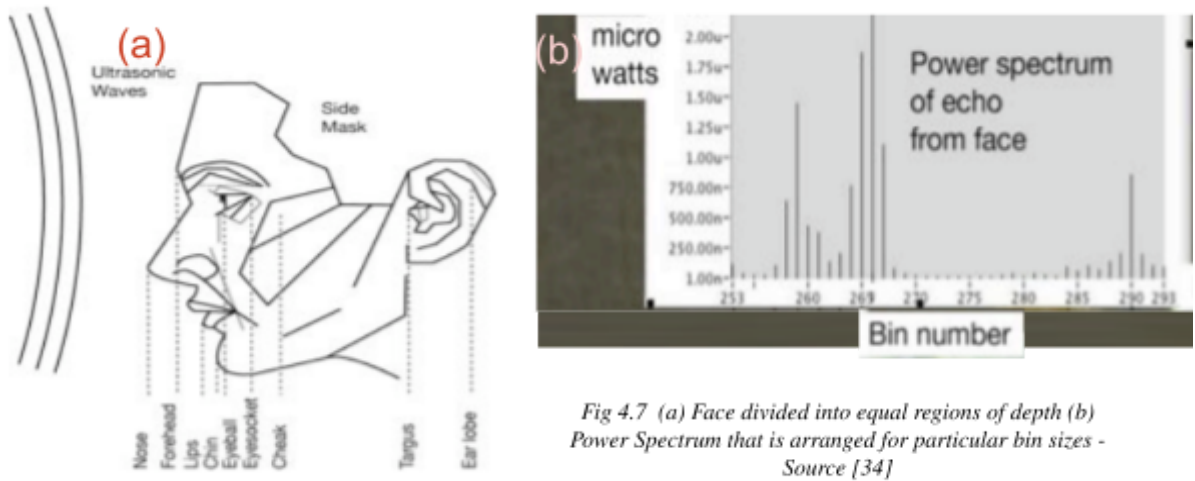 (a)
Ultrasonic
Waves
Side
Mask
Nose
Forehead
Lips
Chin
Eyeball
Eyesocket
Cheak
Targus
Ear lobe
(b)
micro
watts
2.00u
1.75u
1.50u
1.25u
1.00u
750.00n
500.00n
250.00n
1.00n
Power spectrum
of echo
from face
253
260
269
270
275
280
285
290
293
Bin number
Fig 4.7 (a) Face divided into equal regions of depth (b)
Power Spectrum that is arranged for particular bin sizes -
Source [34]